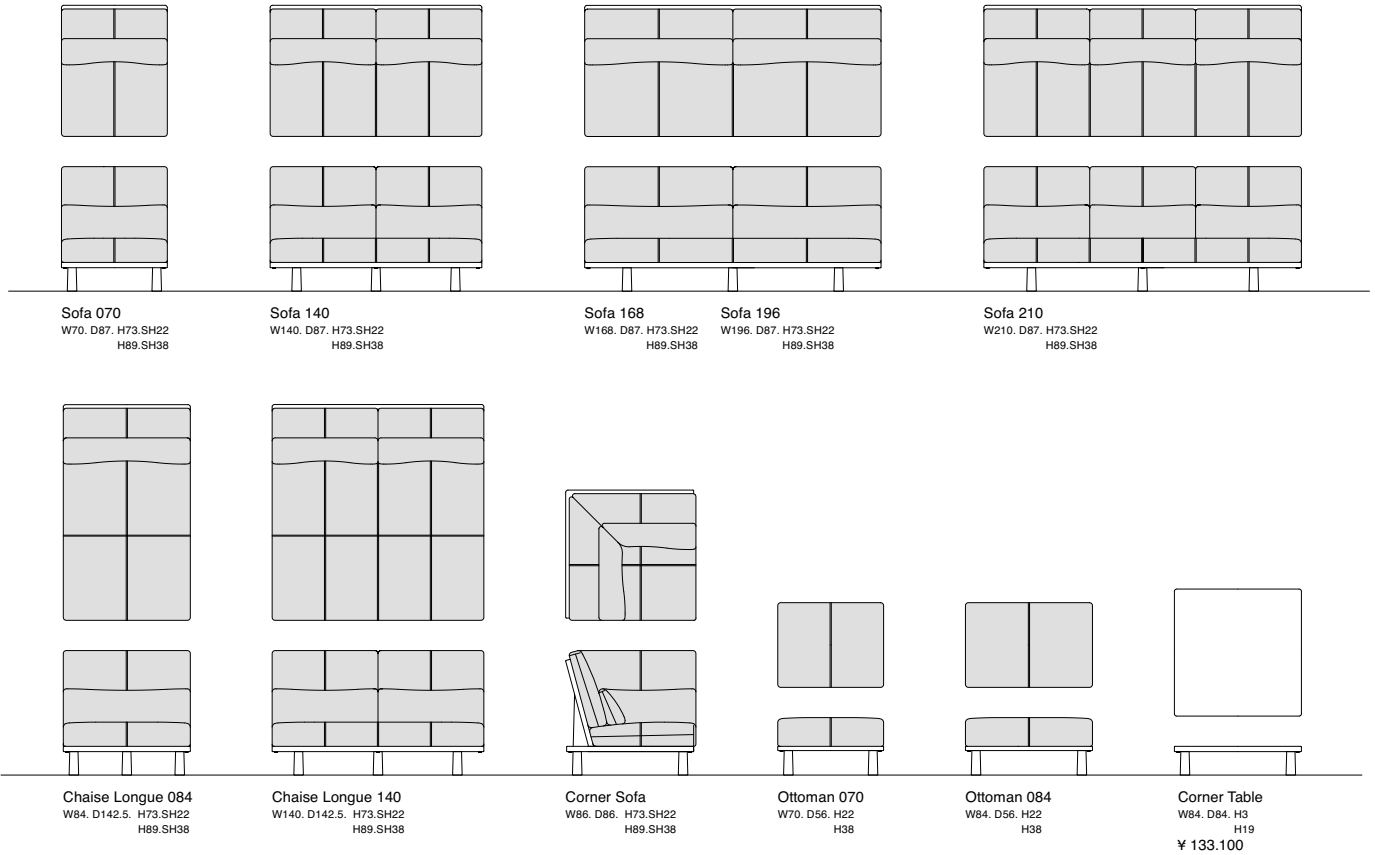 Sofa 070
W70. D87. H73.SH22
H89.SH38
Sofa 140
W140. D87. H73.SH22
H89.SH38
Sofa 168
W168. D87. H73.SH22
H89.SH38
Sofa 196
W196. D87. H73.SH22
H89.SH38
Sofa 210
W210. D87. H73.SH22
H89.SH38
Chaise Longue 084
W84. D142.5. H73.SH22
H89.SH38
Chaise Longue 140
W140. D142.5. H73.SH22
H89.SH38
Corner Sofa
W86. D86. H73.SH22
H89.SH38
Ottoman 070
W70. D56. H22
H38
Ottoman 084
W84. D56. H22
H38
Corner Table
W84. D84. H3
H19
¥ 133.100